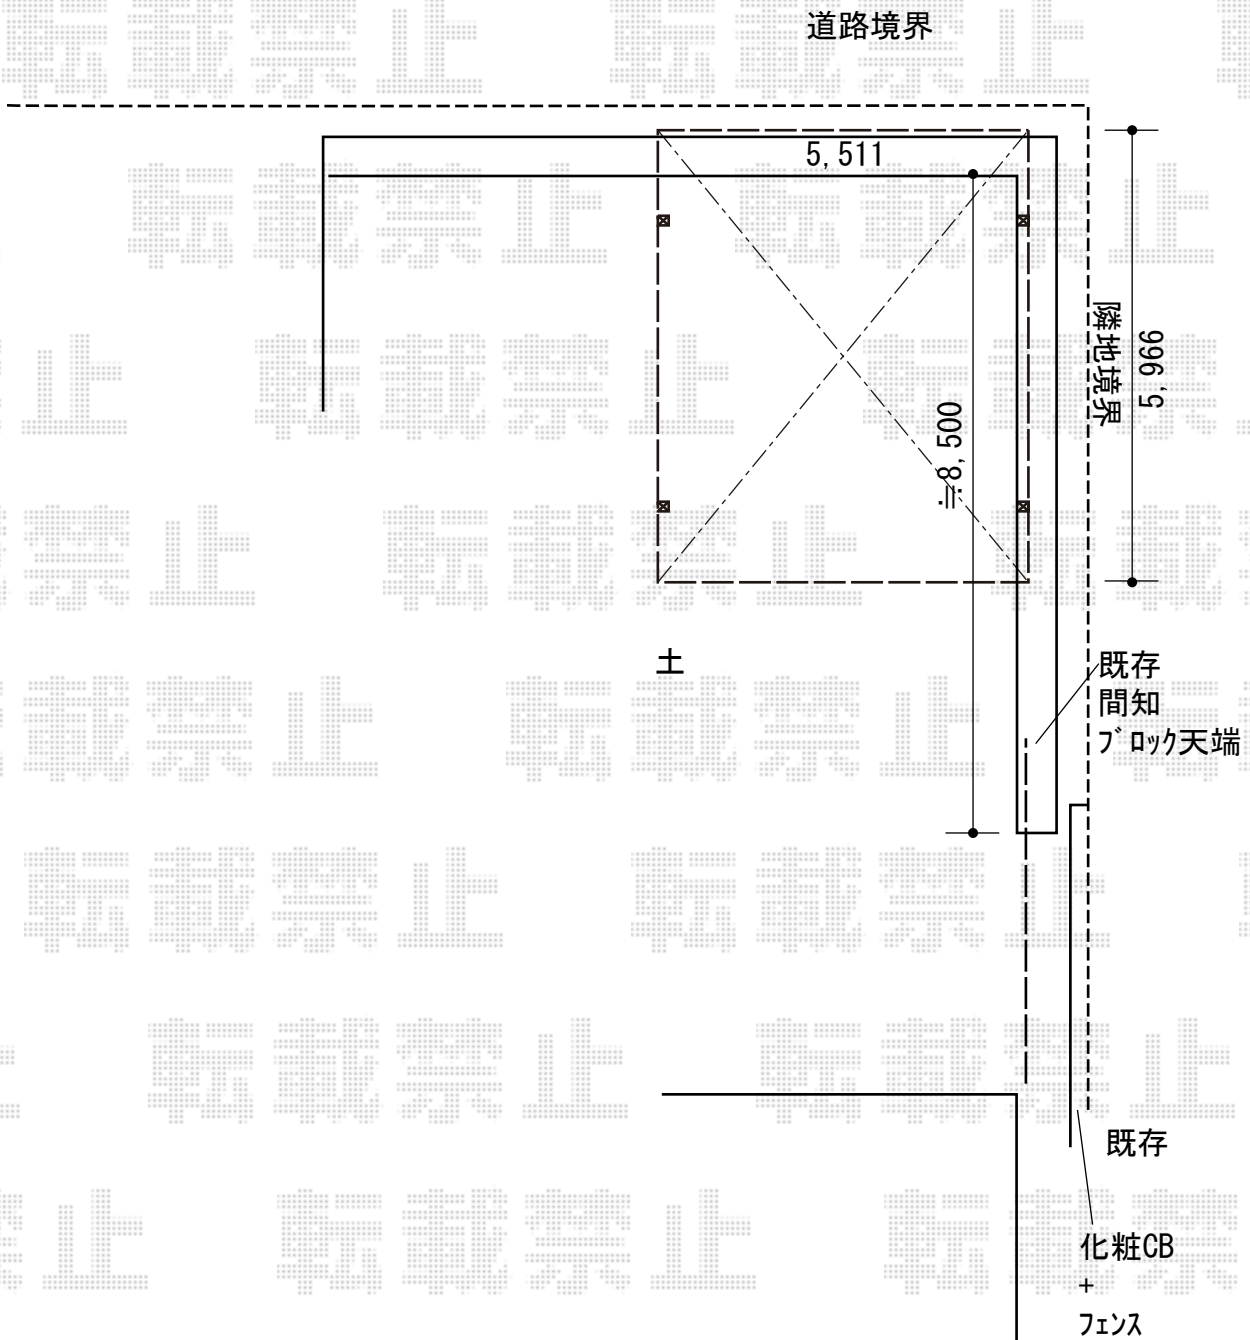 道路境界
5,511
隣地境界
5,966
≒8,500
土
既存
間知
ブロック天端
既存
化粧CB
+
フェンス
転載禁止